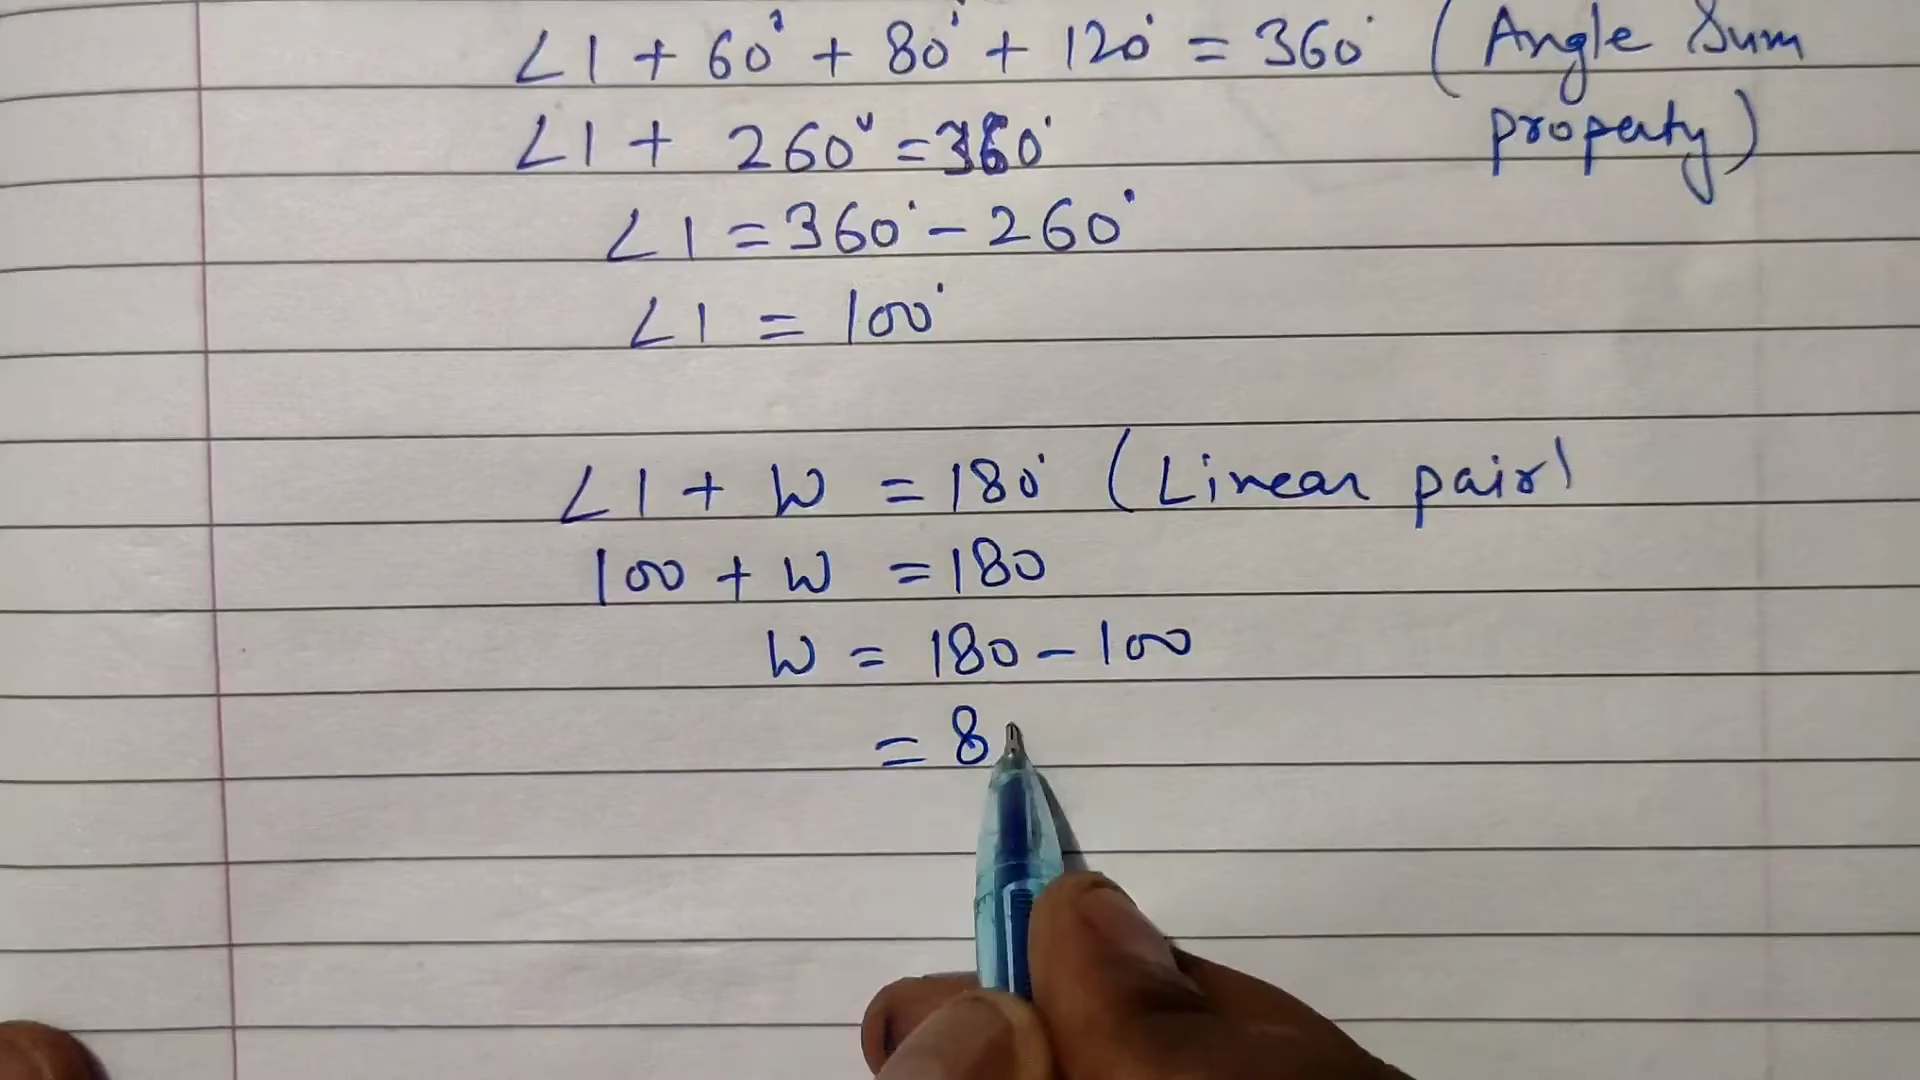 ∠1 + 60° + 80° + 120° = 360° (Angle Sum property)
∠1 + 260° = 360°
∠1 = 360° - 260°
∠1 = 100°
∠1 + W = 180° (Linear pair)
100 + W = 180
W = 180 - 100
= 8